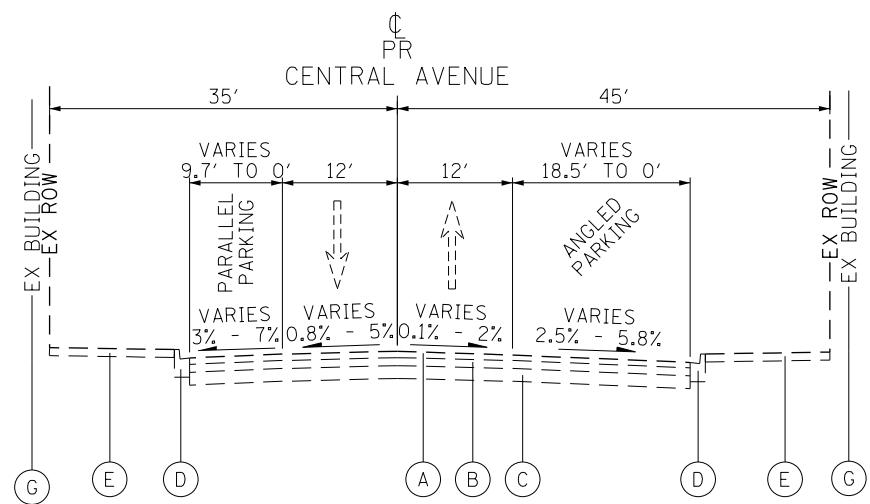 ℄
PR
CENTRAL AVENUE
35'
45'
VARIES
9.7' TO 0'
12'
12'
VARIES
18.5' TO 0'
EX BUILDING
EX ROW
PARALLEL
PARKING
ANGLED
PARKING
EX ROW
EX BUILDING
VARIES
3% - 7%
VARIES
0.8% - 5%
VARIES
0.1% - 2%
2.5% - 5.8%
G
E
D
A
B
C
D
E
G